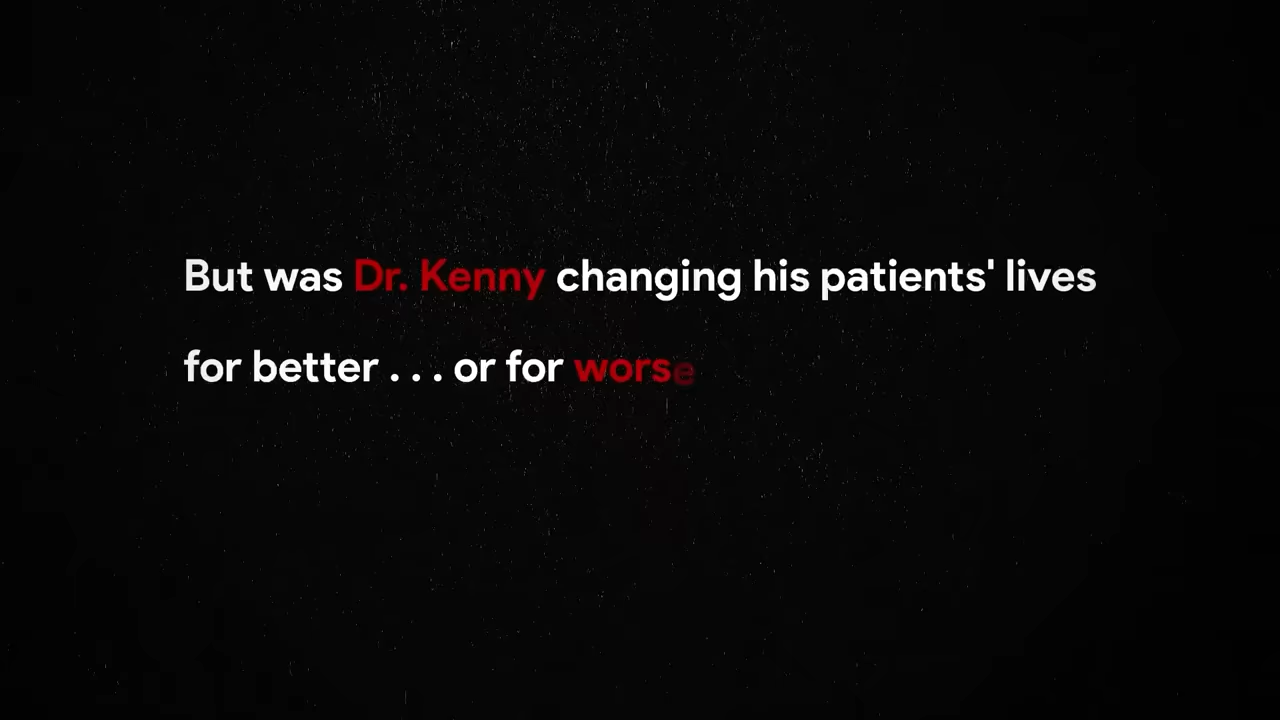 But was Dr. Kenny changing his patients' lives
for better . . . or for worse